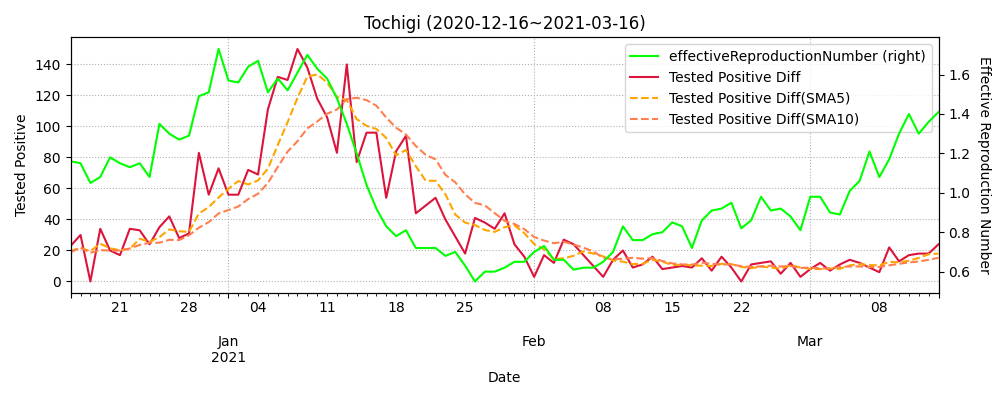 Tochigi (2020-12-16~2021-03-16)
effectiveReproductionNumber (right)
Tested Positive Diff
Tested Positive Diff(SMA5)
Tested Positive Diff(SMA10)
Tested Positive
140
120
100
80
60
40
20
0
Effective Reproduction Number
1.6
1.4
1.2
1.0
0.8
0.6
21 28 04 11 18 25 08 15 22 08
Jan Feb Mar
2021
Date